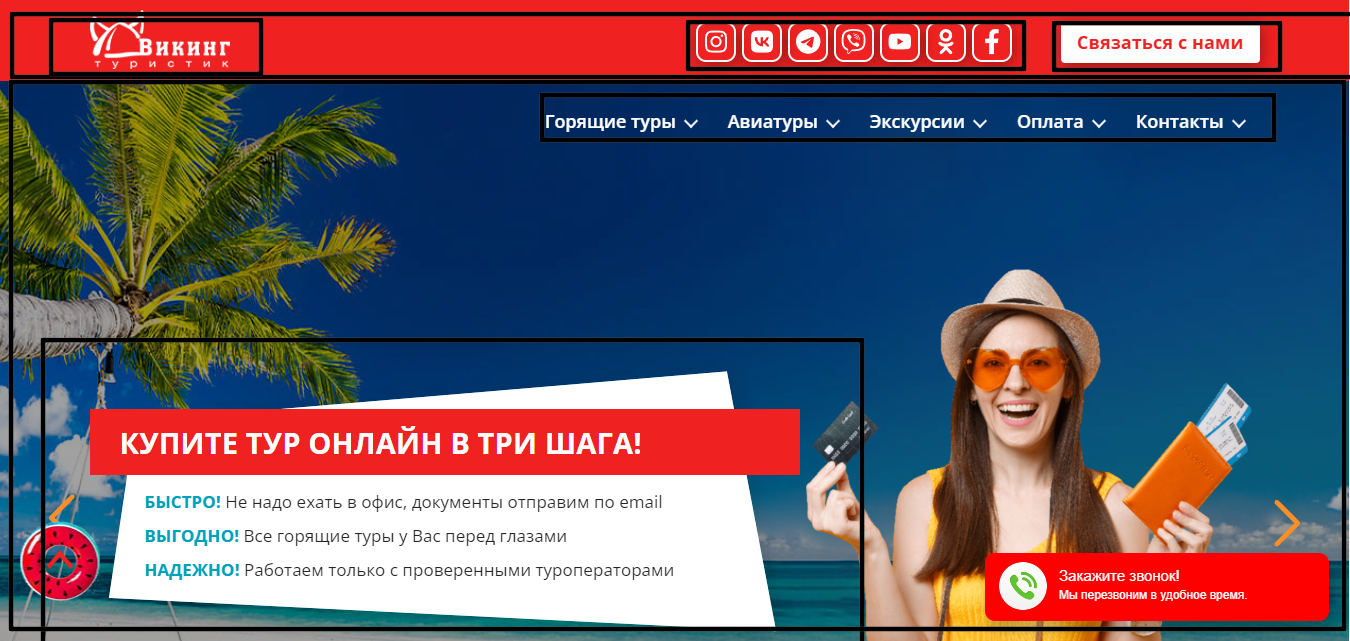 Викинг
туристик
Связаться с нами
Горящие туры Авиатуры Экскурсии Оплата Контакты
КУПИТЕ ТУР ОНЛАЙН В ТРИ ШАГА!
БЫСТРО! Не надо ехать в офис, документы отправим по email
ВЫГОДНО! Все горящие туры у Вас перед глазами
НАДЕЖНО! Работаем только с проверенными туроператорами
Закажите звонок!
Мы перезвоним в удобное время.